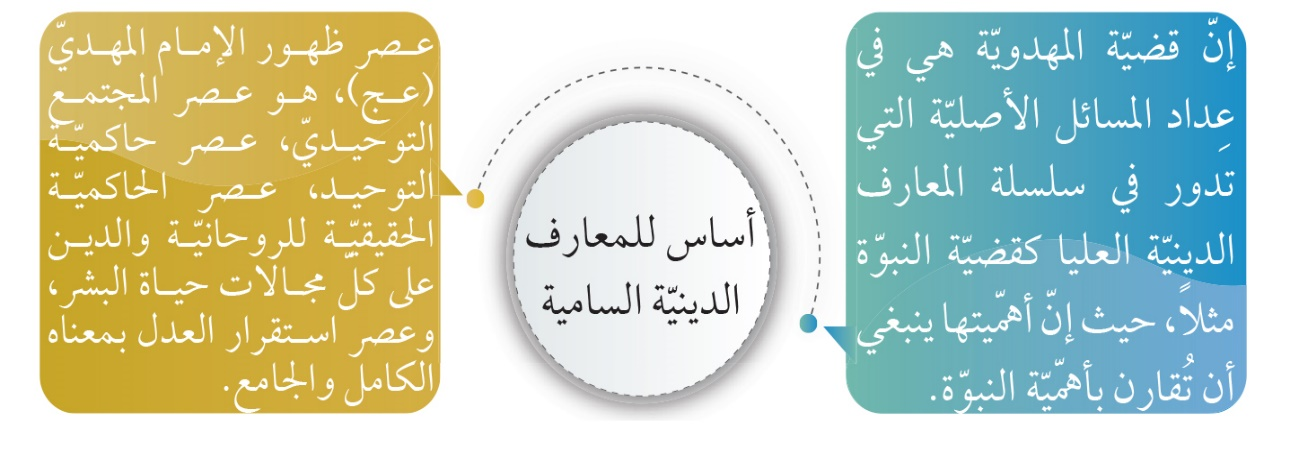 إنّ قضيّة المهدويّة هي في
عِداد المسائل الأصليّة التي
تَدور في سلسلة المعارف
الدينيّة العليا كقضيّة النبوّة
مثلاً، حيث إنّ أهمّيتها ينبغي
أن تُقارن بأهمّيّة النبوّة.
أساس للمعارف
الدينيّة السامية
عصر ظهور الإمام المهديّ
(عج)، هو عصر المجتمع
التوحيديّ، عصر حاكميّة
التوحيد، عصر الحاكميّة
الحقيقيّة للروحانيّة والدين
على كلّ مجالات حياة البشر،
وعصر استقرار العدل بمعناه
الكامل والجامع.